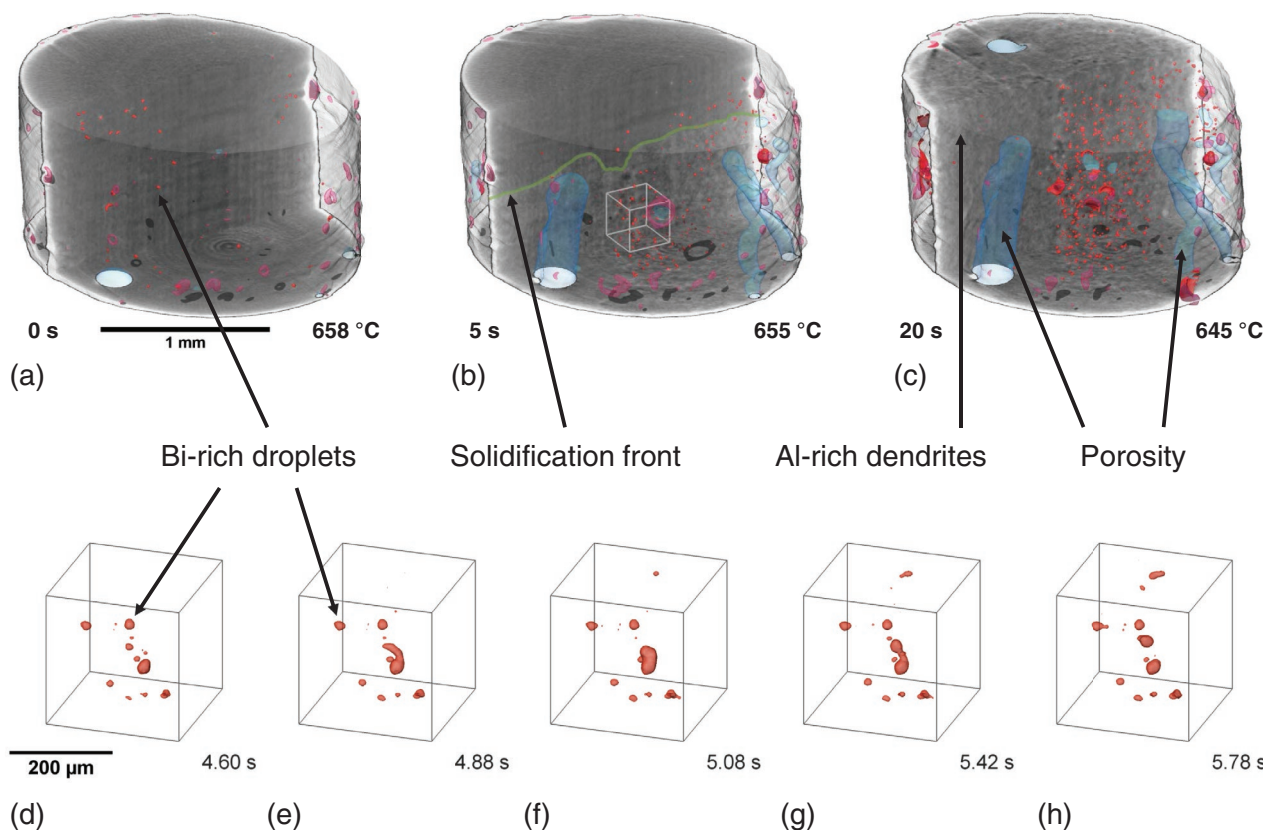 0 s
1 mm
658 °C
5 s
655 °C
20 s
645 °C
(a)
(b)
(c)
Bi-rich droplets
Solidification front
Al-rich dendrites
Porosity
4.60 s
4.88 s
5.08 s
5.42 s
5.78 s
200 µm
(d)
(e)
(f)
(g)
(h)